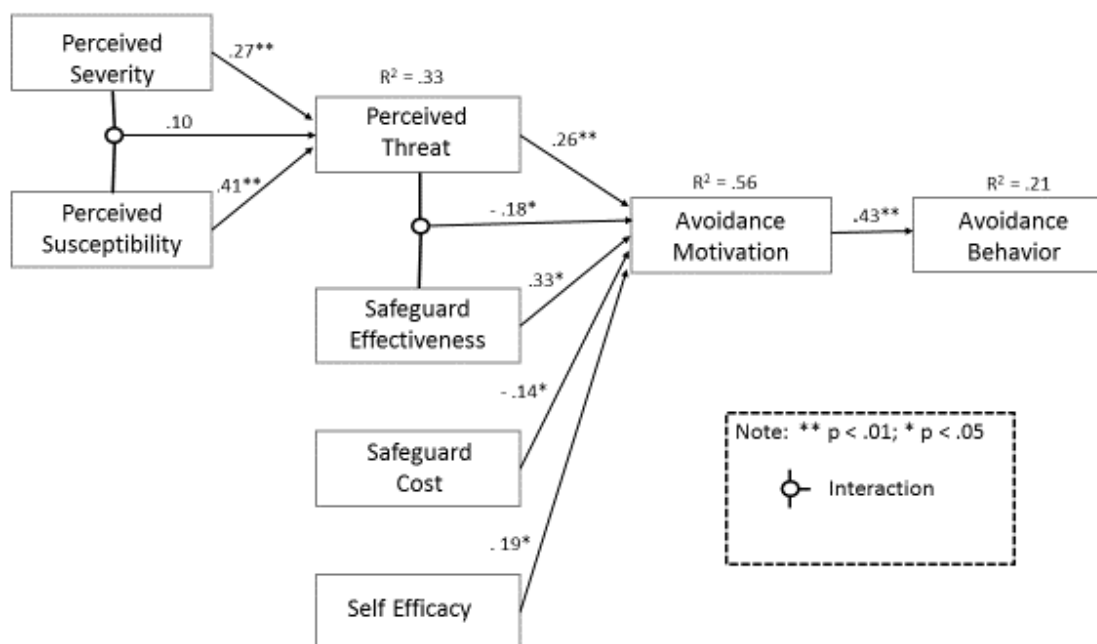 Perceived
Severity
.27**
R² = .33
.10
Perceived
Threat
.26**
.41**
Perceived
Susceptibility
- .18*
R² = .56
Avoidance
Motivation
.43**
R² = .21
Avoidance
Behavior
.33*
Safeguard
Effectiveness
- .14*
Safeguard
Cost
. 19*
Self Efficacy
Note: ** p < .01; * p < .05
Interaction